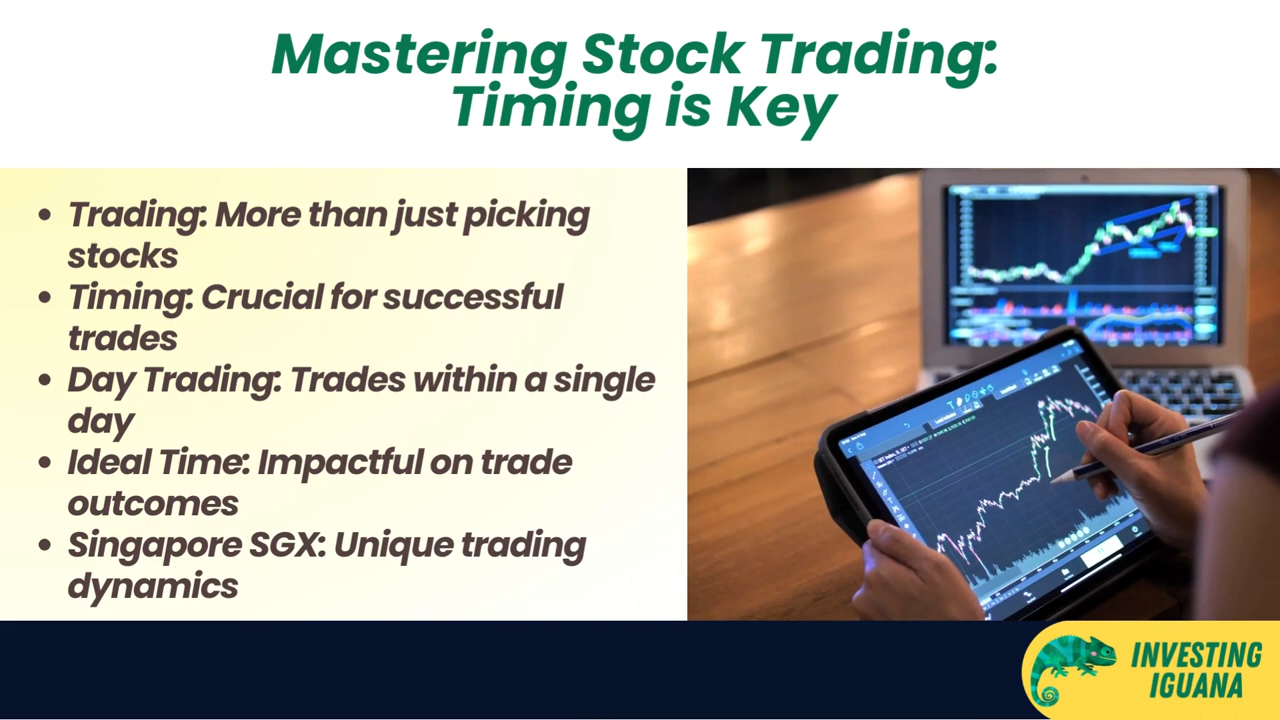 Mastering Stock Trading:
Timing is Key
• Trading: More than just picking
stocks
• Timing: Crucial for successful
trades
• Day Trading: Trades within a single
day
• Ideal Time: Impactful on trade
outcomes
• Singapore SGX: Unique trading
dynamics
INVESTING
IGUANA